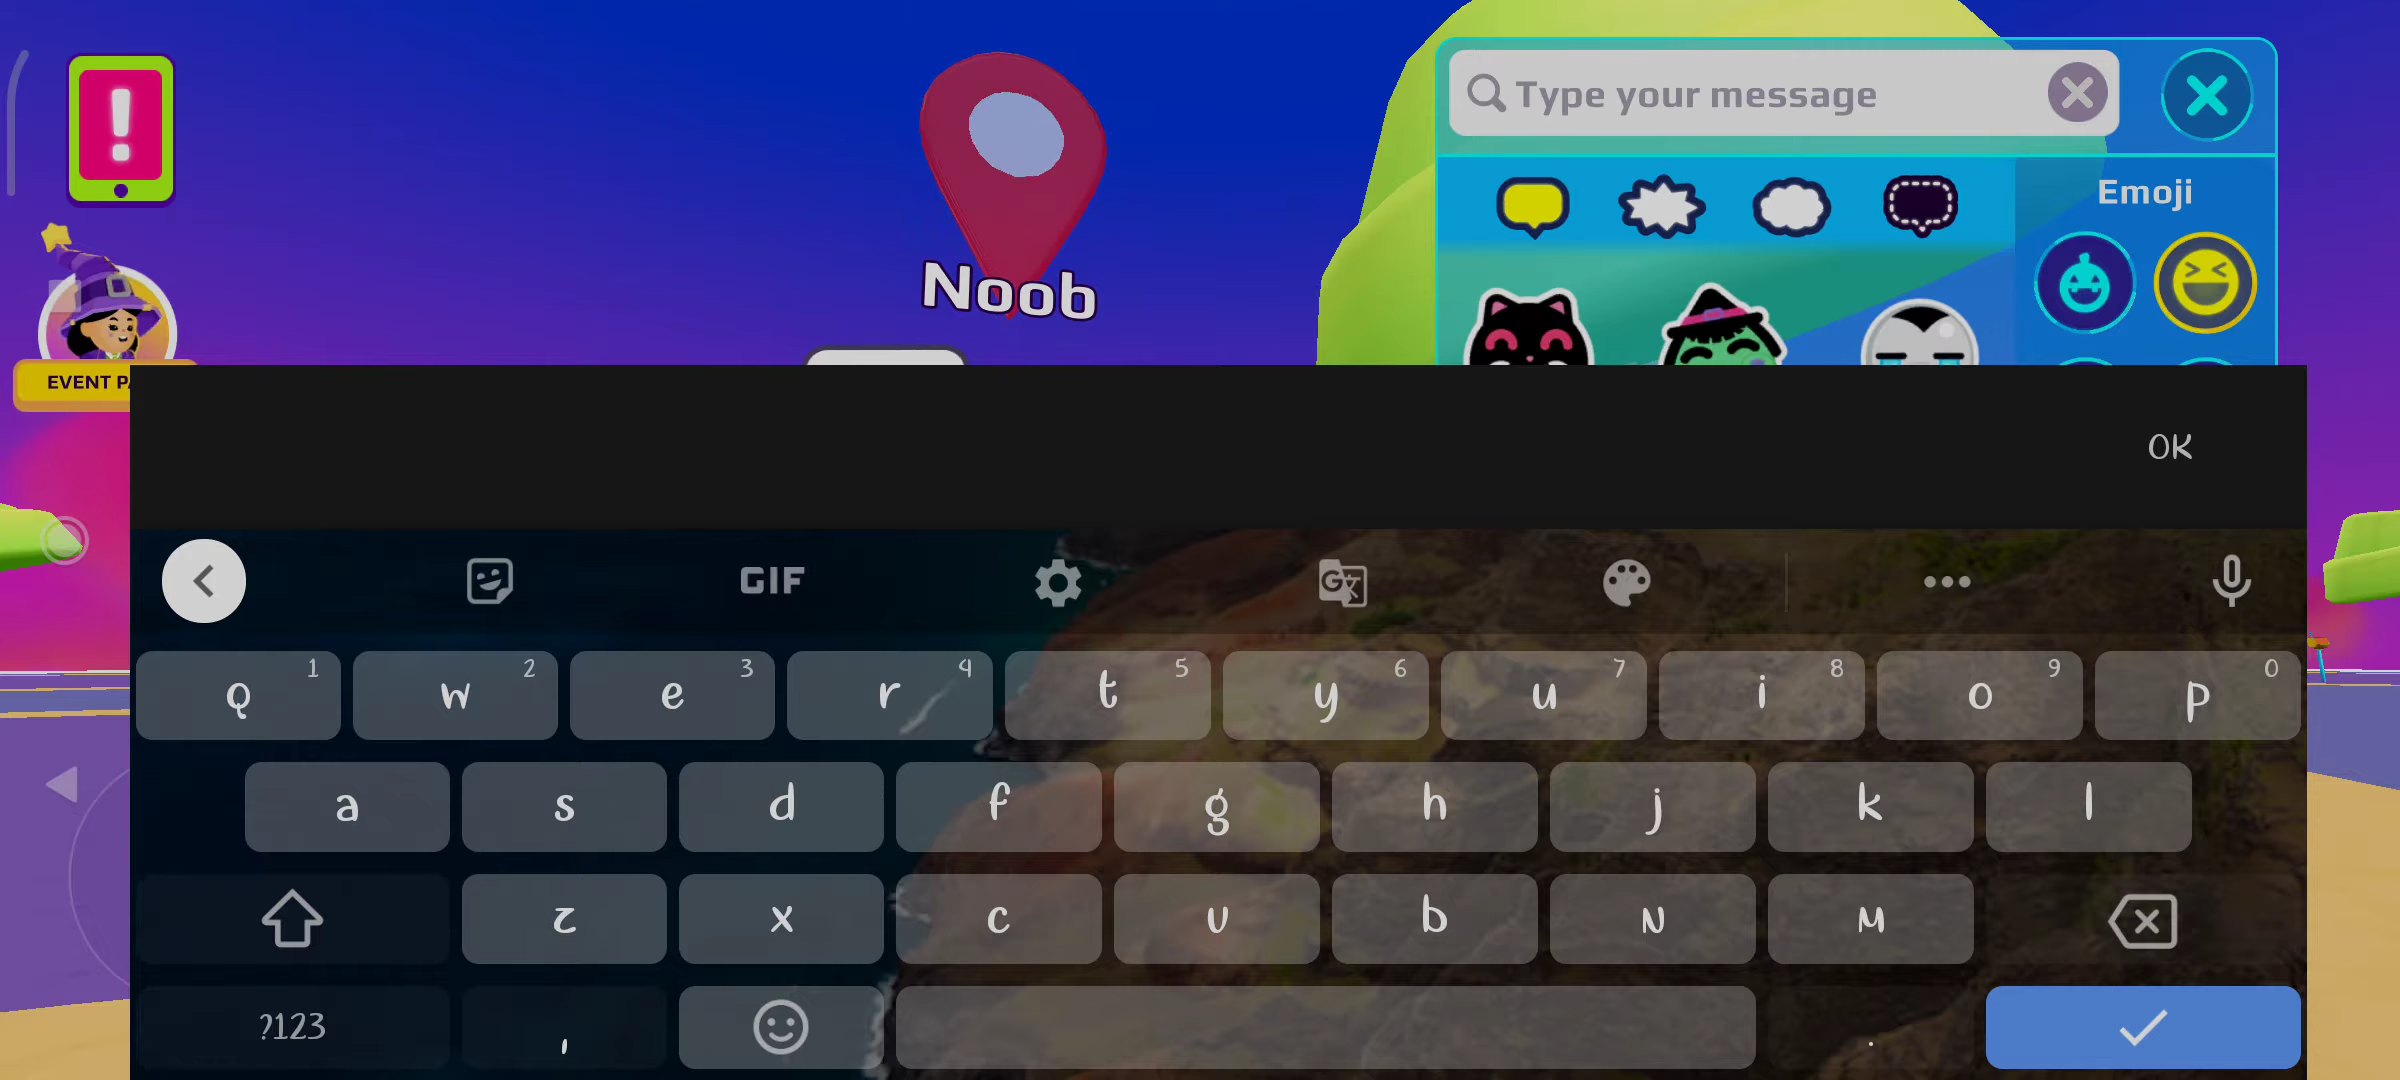 !
Type your message
Emoji
Noob
EVENT PA
OK
GIF
G
1 2 3 4 5 6 7 8 9 0
q w e r t y u i o p
a s d f g h j k l
z x c v b n m
?123 , .